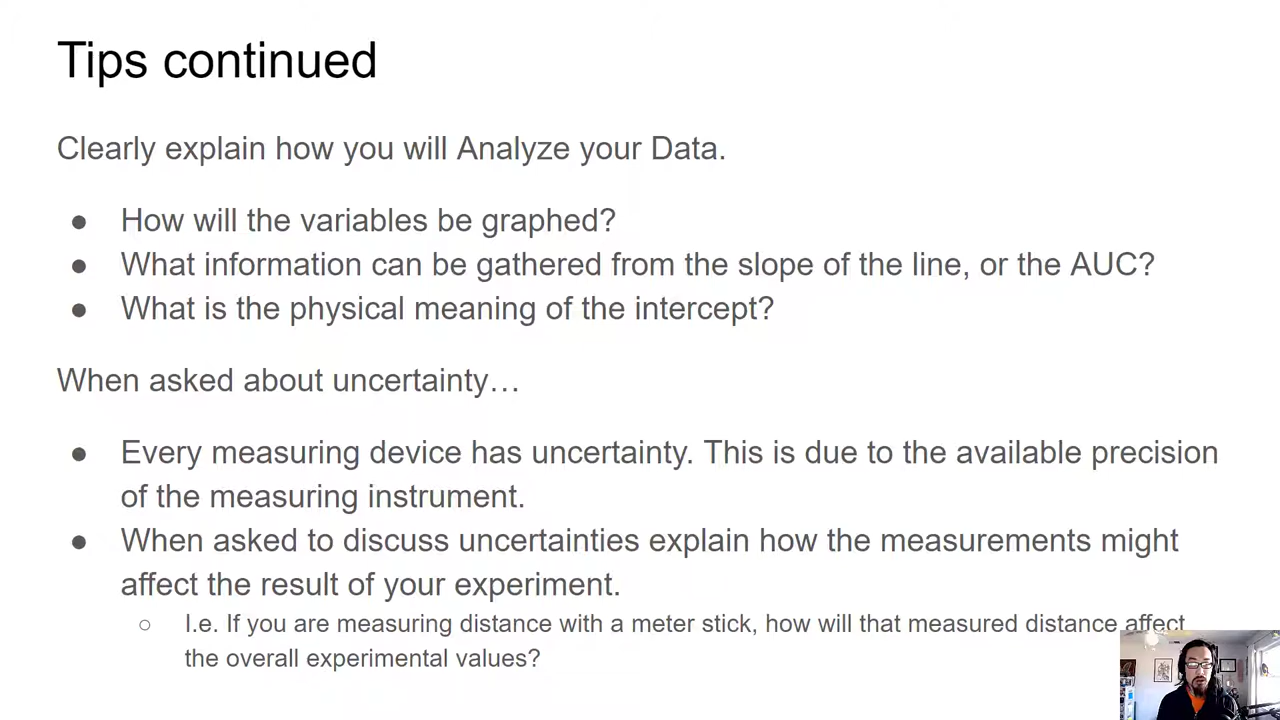 Tips continued
Clearly explain how you will Analyze your Data.
● How will the variables be graphed?
● What information can be gathered from the slope of the line, or the AUC?
● What is the physical meaning of the intercept?
When asked about uncertainty…
● Every measuring device has uncertainty. This is due to the available precision
of the measuring instrument.
● When asked to discuss uncertainties explain how the measurements might
affect the result of your experiment.
○ I.e. If you are measuring distance with a meter stick, how will that measured distance affect
the overall experimental values?